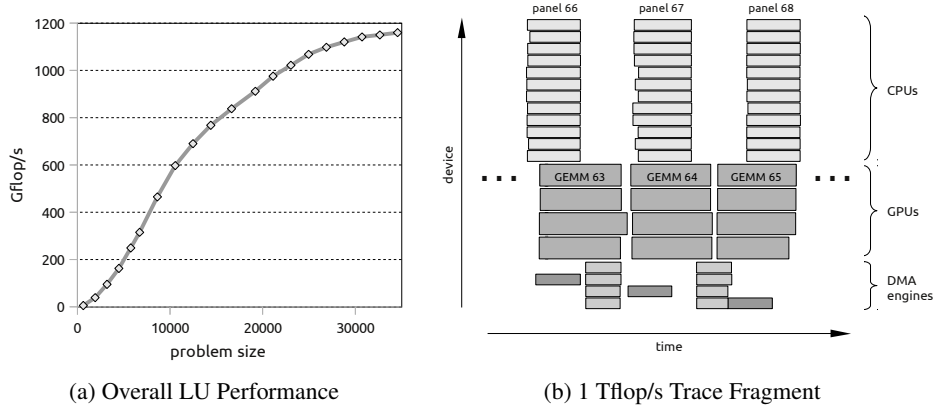 1200
1000
800
600
400
200
0
Gflop/s
0
10000
20000
30000
problem size
(a) Overall LU Performance
panel 66
panel 67
panel 68
device
CPUs
...
GEMM 63
GEMM 64
GEMM 65
...
GPUs
DMA
engines
time
(b) 1 Tflop/s Trace Fragment